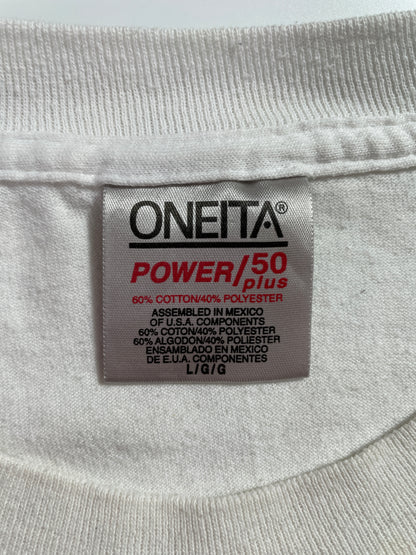 ONEITA®
POWER/50 plus
60% COTTON/40% POLYESTER
ASSEMBLED IN MEXICO
OF U.S.A. COMPONENTS
60% COTON/40% POLYESTER
60% ALGODON/40% POLIESTER
ENSAMBLADO EN MEXICO
DE E.U.A. COMPONENTES
L/G/G